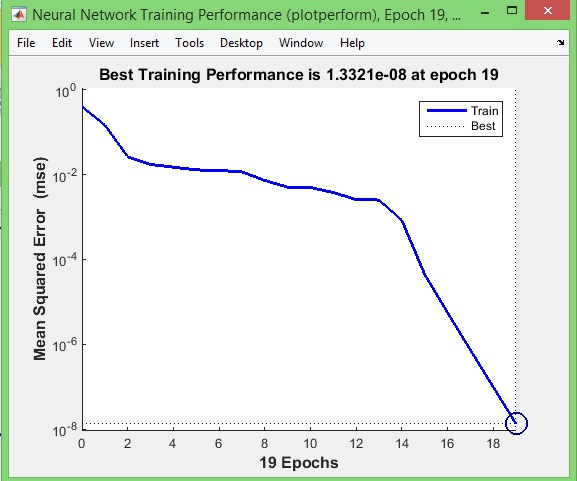 Neural Network Training Performance (plotperform), Epoch 19, ...
File Edit View Insert Tools Desktop Window Help
Best Training Performance is 1.3321e-08 at epoch 19
Train
Best
Mean Squared Error (mse)
10^0
10^-2
10^-4
10^-6
10^-8
0 2 4 6 8 10 12 14 16 18
19 Epochs